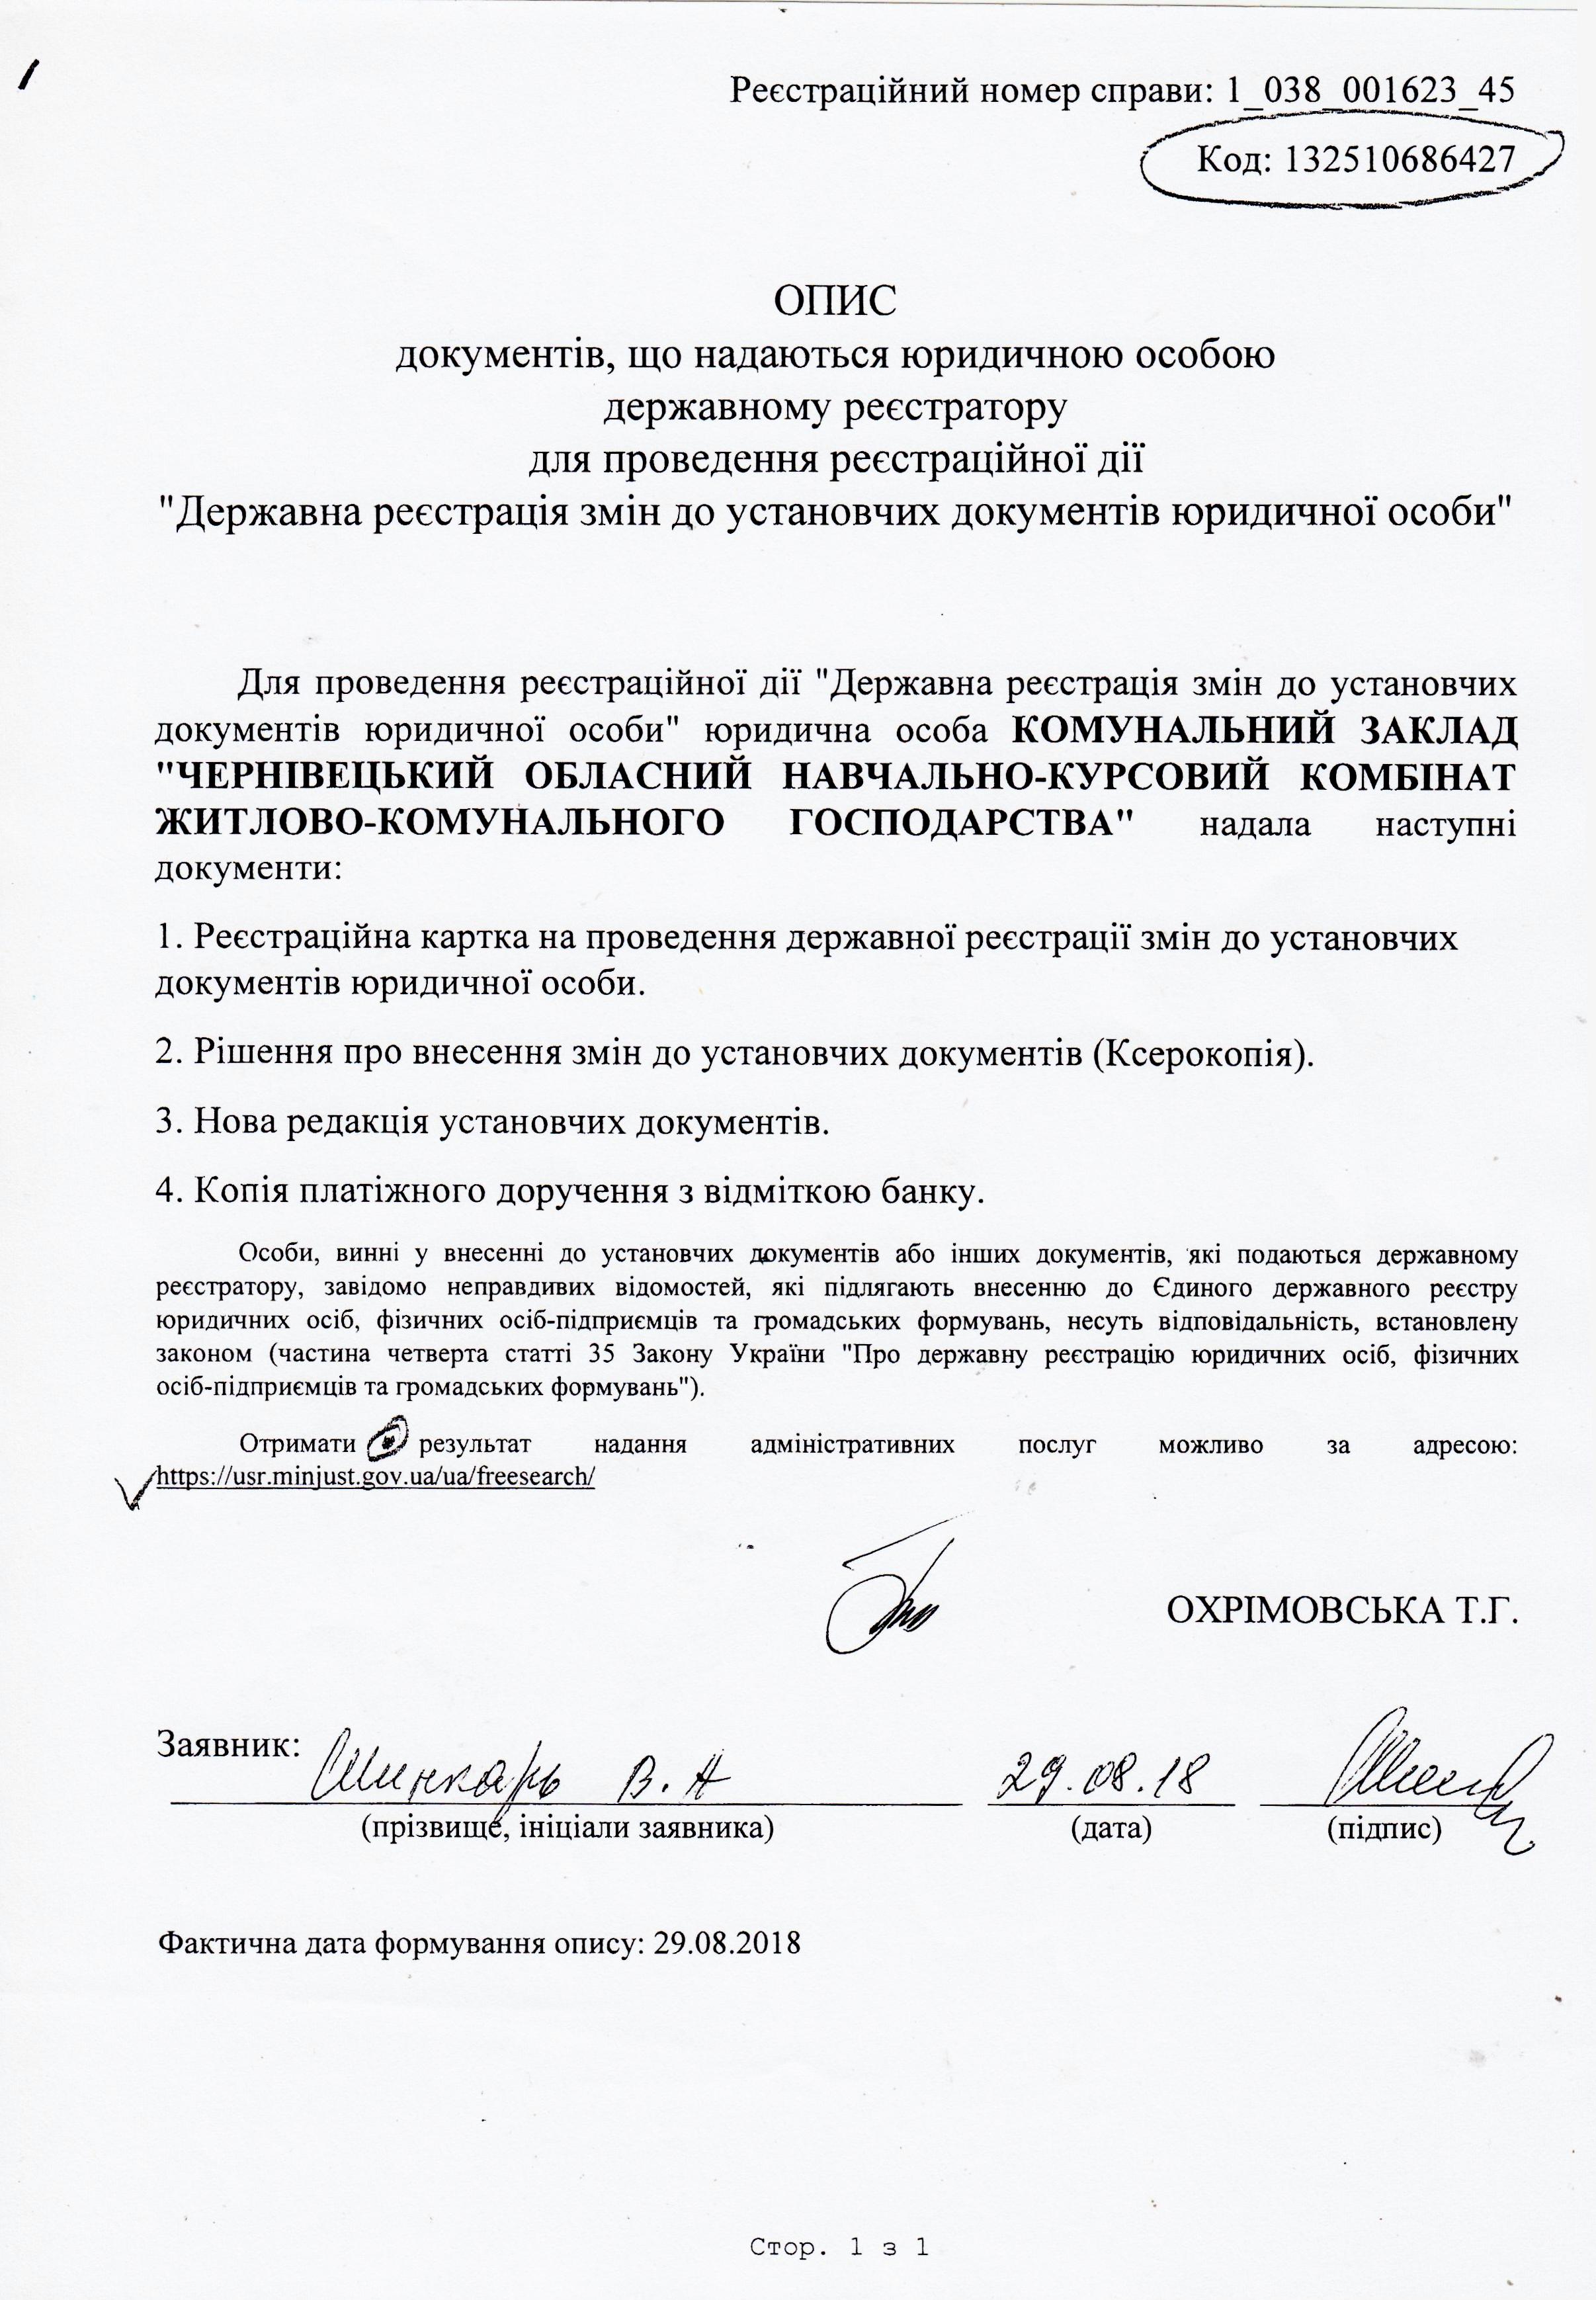 Реєстраційний номер справи: 1_038_001623_45
Код: 132510686427
ОПИС
документів, що надаються юридичною особою
державному реєстратору
для проведення реєстраційної дії
"Державна реєстрація змін до установчих документів юридичної особи"
Для проведення реєстраційної дії "Державна реєстрація змін до установчих
документів юридичної особи" юридична особа КОМУНАЛЬНИЙ ЗАКЛАД
"ЧЕРНІВЕЦЬКИЙ ОБЛАСНИЙ НАВЧАЛЬНО-КУРСОВИЙ КОМБІНАТ
ЖИТЛОВО-КОМУНАЛЬНОГО ГОСПОДАРСТВА" надала наступні
документи:
1. Реєстраційна картка на проведення державної реєстрації змін до установчих
документів юридичної особи.
2. Рішення про внесення змін до установчих документів (Ксерокопія).
3. Нова редакція установчих документів.
4. Копія платіжного доручення з відміткою банку.
Особи, винні у внесенні до установчих документів або інших документів, які подаються державному
реєстратору, завідомо неправдивих відомостей, які підлягають внесенню до Єдиного державного реєстру
юридичних осіб, фізичних осіб-підприємців та громадських формувань, несуть відповідальність, встановлену
законом (частина четверта статті 35 Закону України "Про державну реєстрацію юридичних осіб, фізичних
осіб-підприємців та громадських формувань").
Отримати результат надання адміністративних послуг можливо за адресою:
https://usr.minjust.gov.ua/ua/freesearch/
ОХРІМОВСЬКА Т.Г.
Заявник: Шинкарь В. А 29.08.18
(прізвище, ініціали заявника) (дата) (підпис)
Фактична дата формування опису: 29.08.2018
Стор. 1 з 1